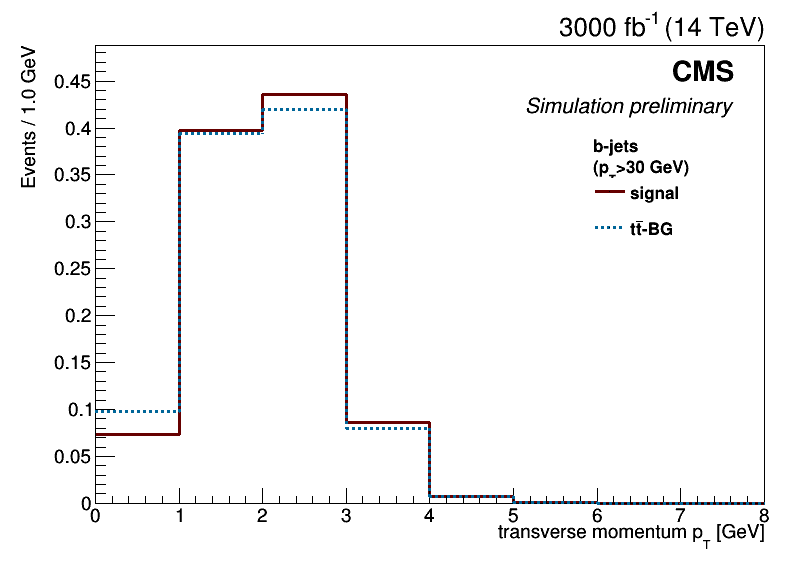 3000 fb⁻¹ (14 TeV)
CMS
Simulation preliminary
b-jets
(p_T>30 GeV)
signal
tt̄-BG
Events / 1.0 GeV
0.45
0.4
0.35
0.3
0.25
0.2
0.15
0.1
0.05
0
0 1 2 3 4 5 6 7 8
transverse momentum p_T [GeV]